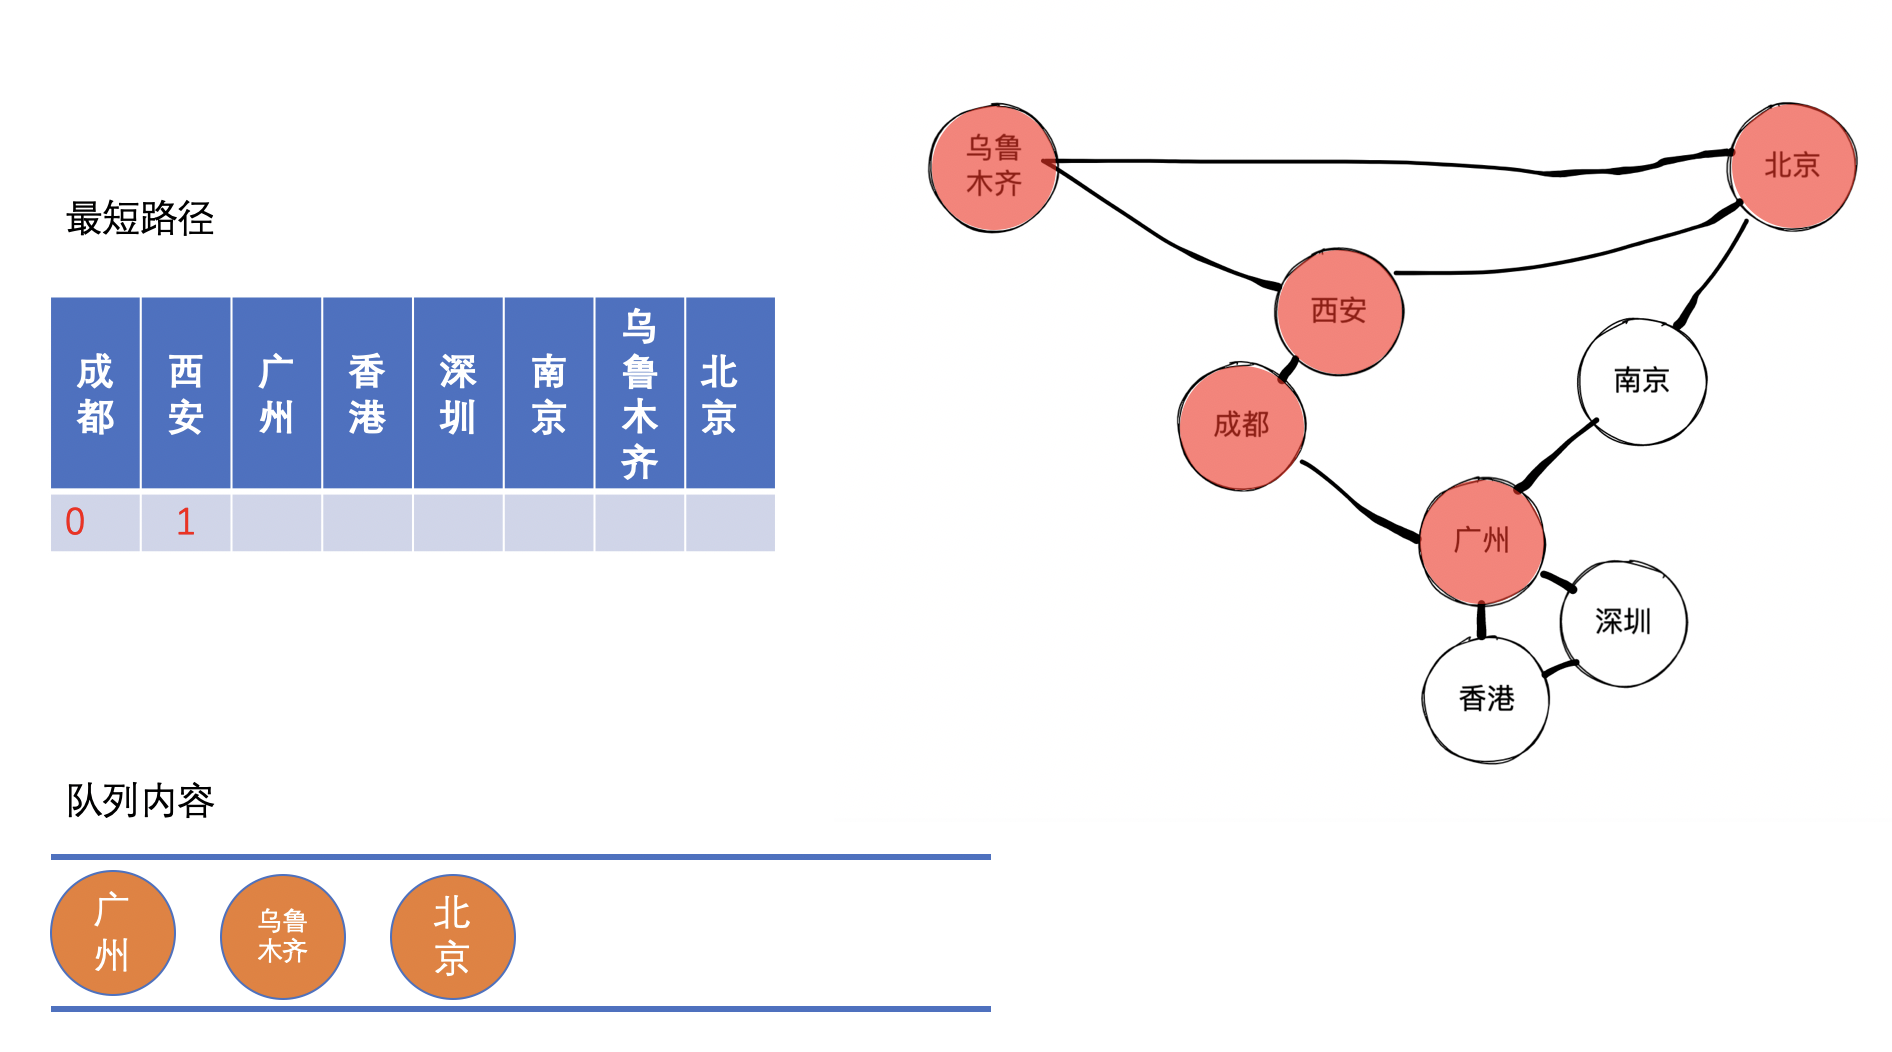 最短路径
成都
西安
广州
香港
深圳
南京
乌鲁木齐
北京
0
1
队列内容
广
州
乌鲁
木齐
北
京
乌鲁
木齐
北京
西安
南京
成都
广州
深圳
香港